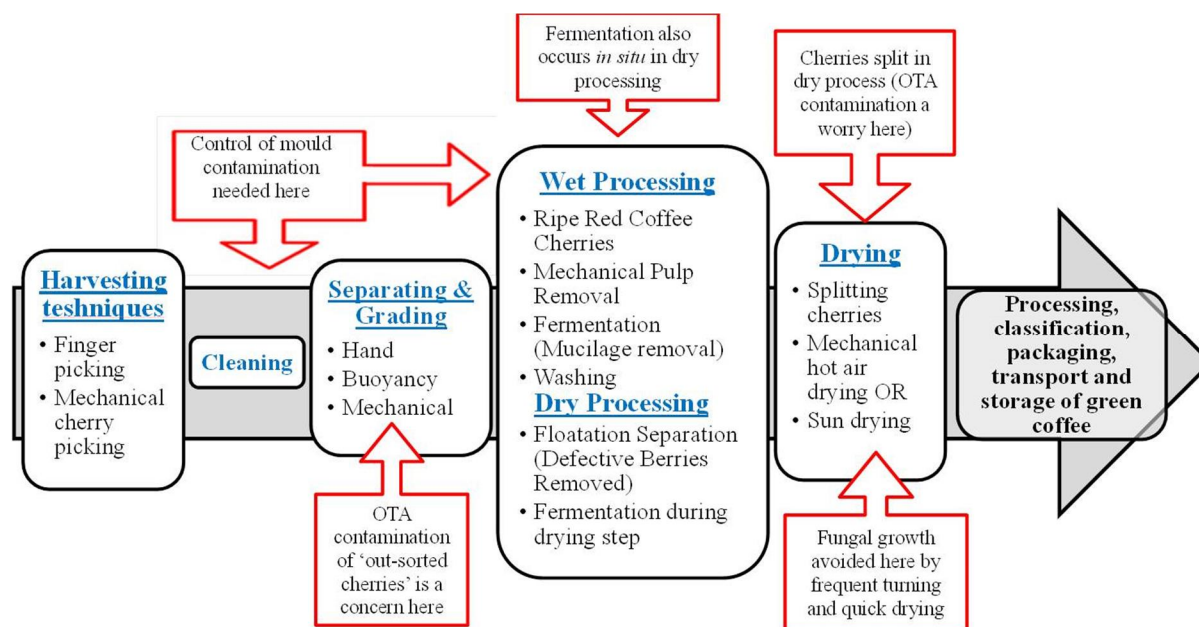 Fermentation also
occurs in situ in dry
processing
Cherries split in
dry process (OTA
contamination a
worry here)
Control of mould
contamination
needed here
Harvesting
techniques
• Finger
picking
• Mechanical
cherry
picking
Cleaning
Separating &
Grading
• Hand
• Buoyancy
• Mechanical
Wet Processing
• Ripe Red Coffee
Cherries
• Mechanical Pulp
Removal
• Fermentation
(Mucilage removal)
• Washing
Dry Processing
• Floatation Separation
(Defective Berries
Removed)
• Fermentation during
drying step
Drying
• Splitting
cherries
• Mechanical
hot air
drying OR
• Sun drying
Processing,
classification,
packaging,
transport and
storage of green
coffee
OTA
contamination
of ‘out-sorted
cherries’ is a
concern here
Fungal growth
avoided here by
frequent turning
and quick drying